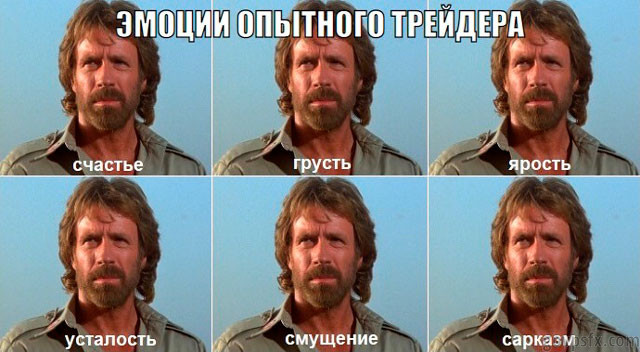 ЭМОЦИИ ОПЫТНОГО ТРЕЙДЕРА
счастье
грусть
ярость
усталость
смущение
сарказм